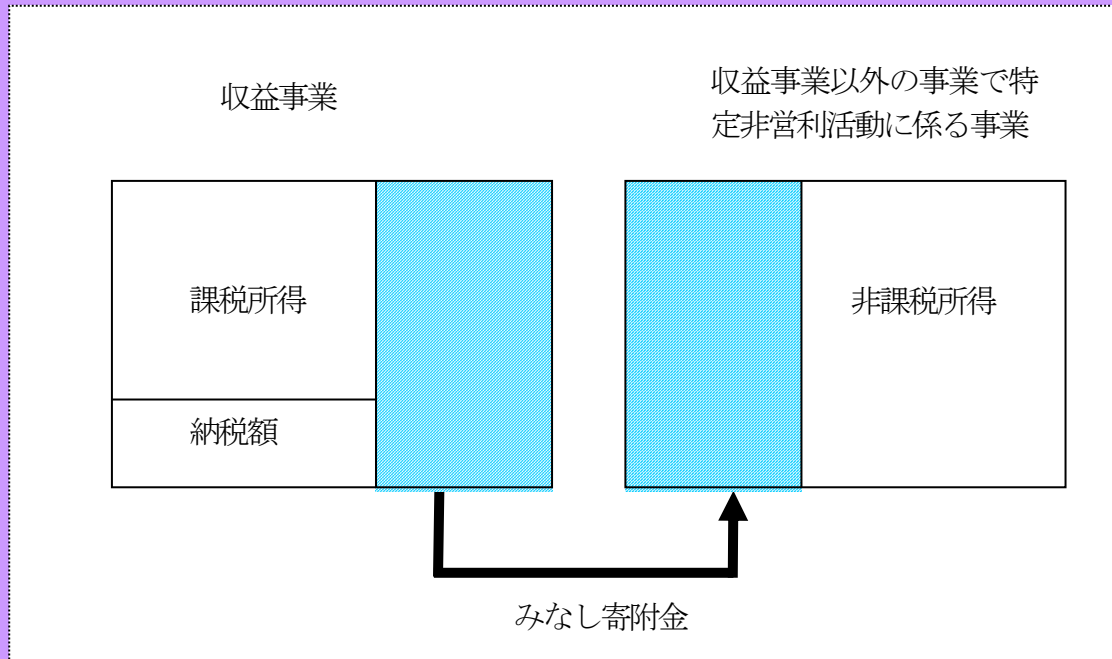 収益事業
収益事業以外の事業で特
定非営利活動に係る事業
課税所得
非課税所得
納税額
みなし寄附金